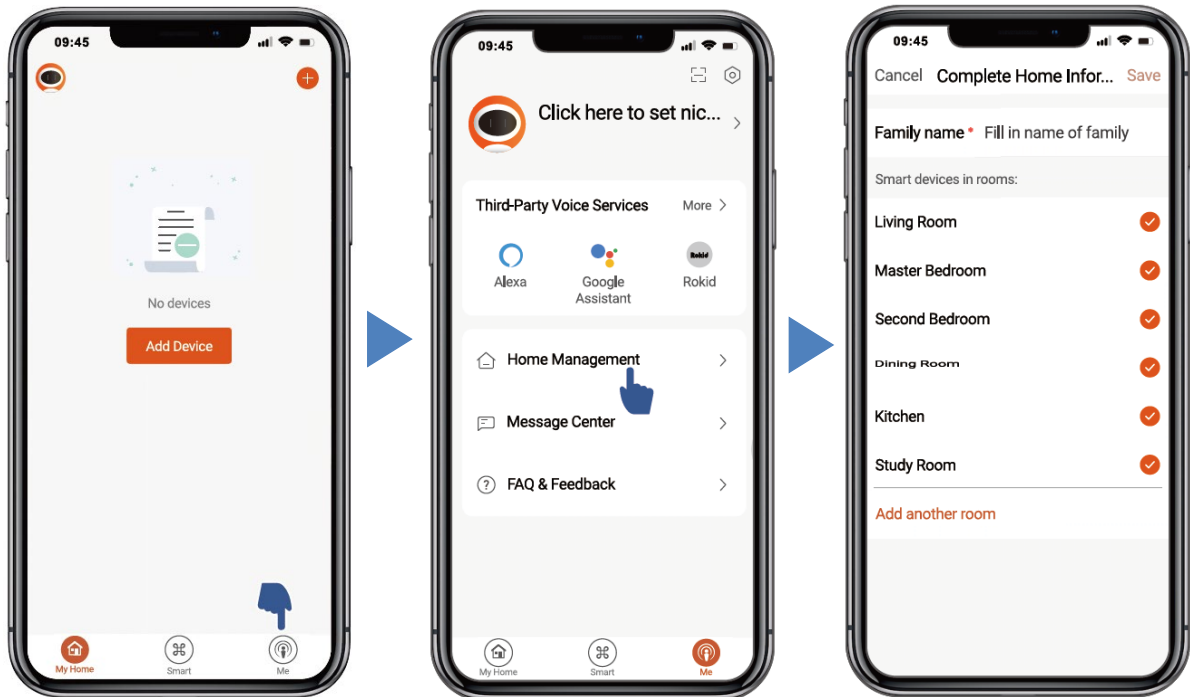 09:45
No devices
Add Device
My Home
Smart
Me
09:45
Click here to set nic...
Third-Party Voice Services
More
Alexa
Google
Assistant
Rokid
Rokid
Home Management
Message Center
FAQ & Feedback
My Home
Smart
Me
09:45
Cancel Complete Home Infor... Save
Family name * Fill in name of family
Smart devices in rooms:
Living Room
Master Bedroom
Second Bedroom
Dining Room
Kitchen
Study Room
Add another room